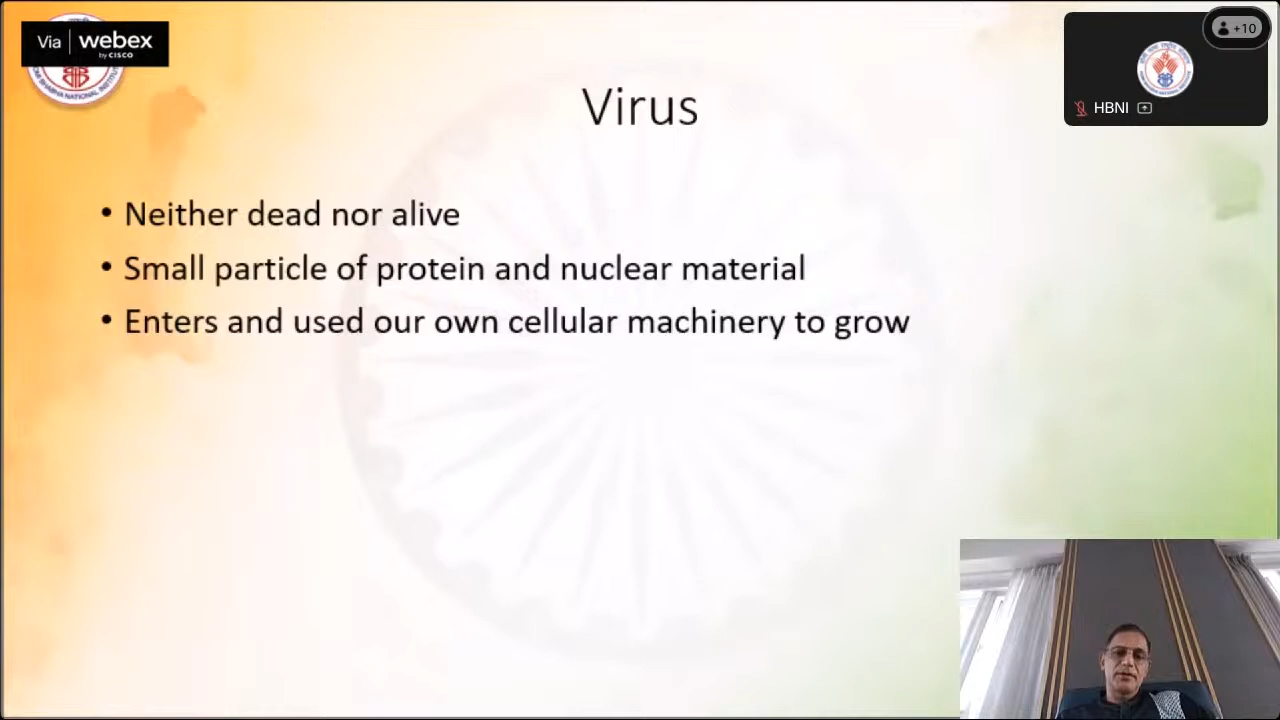 Via webex
by CISCO
+10
HBNI
Virus
• Neither dead nor alive
• Small particle of protein and nuclear material
• Enters and used our own cellular machinery to grow